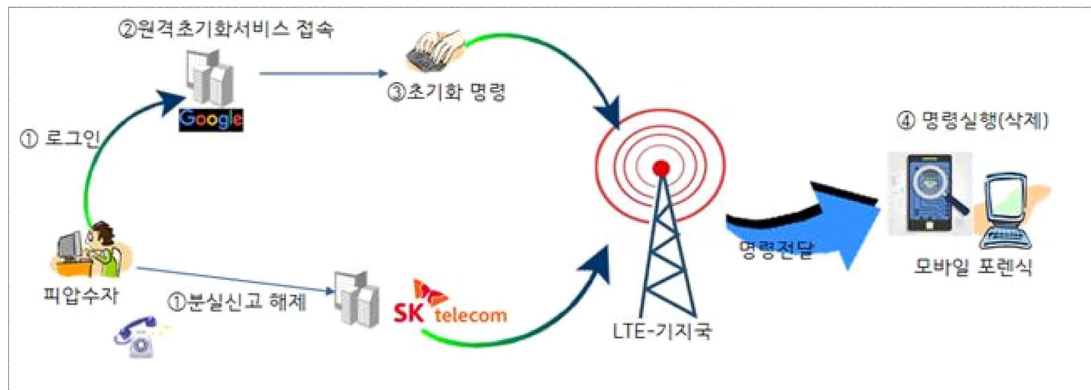 ②원격초기화서비스 접속
③초기화 명령
Google
① 로그인
④ 명령실행(삭제)
명령전달
모바일 포렌식
피압수자
①분실신고 해제
SK telecom
LTE-기지국